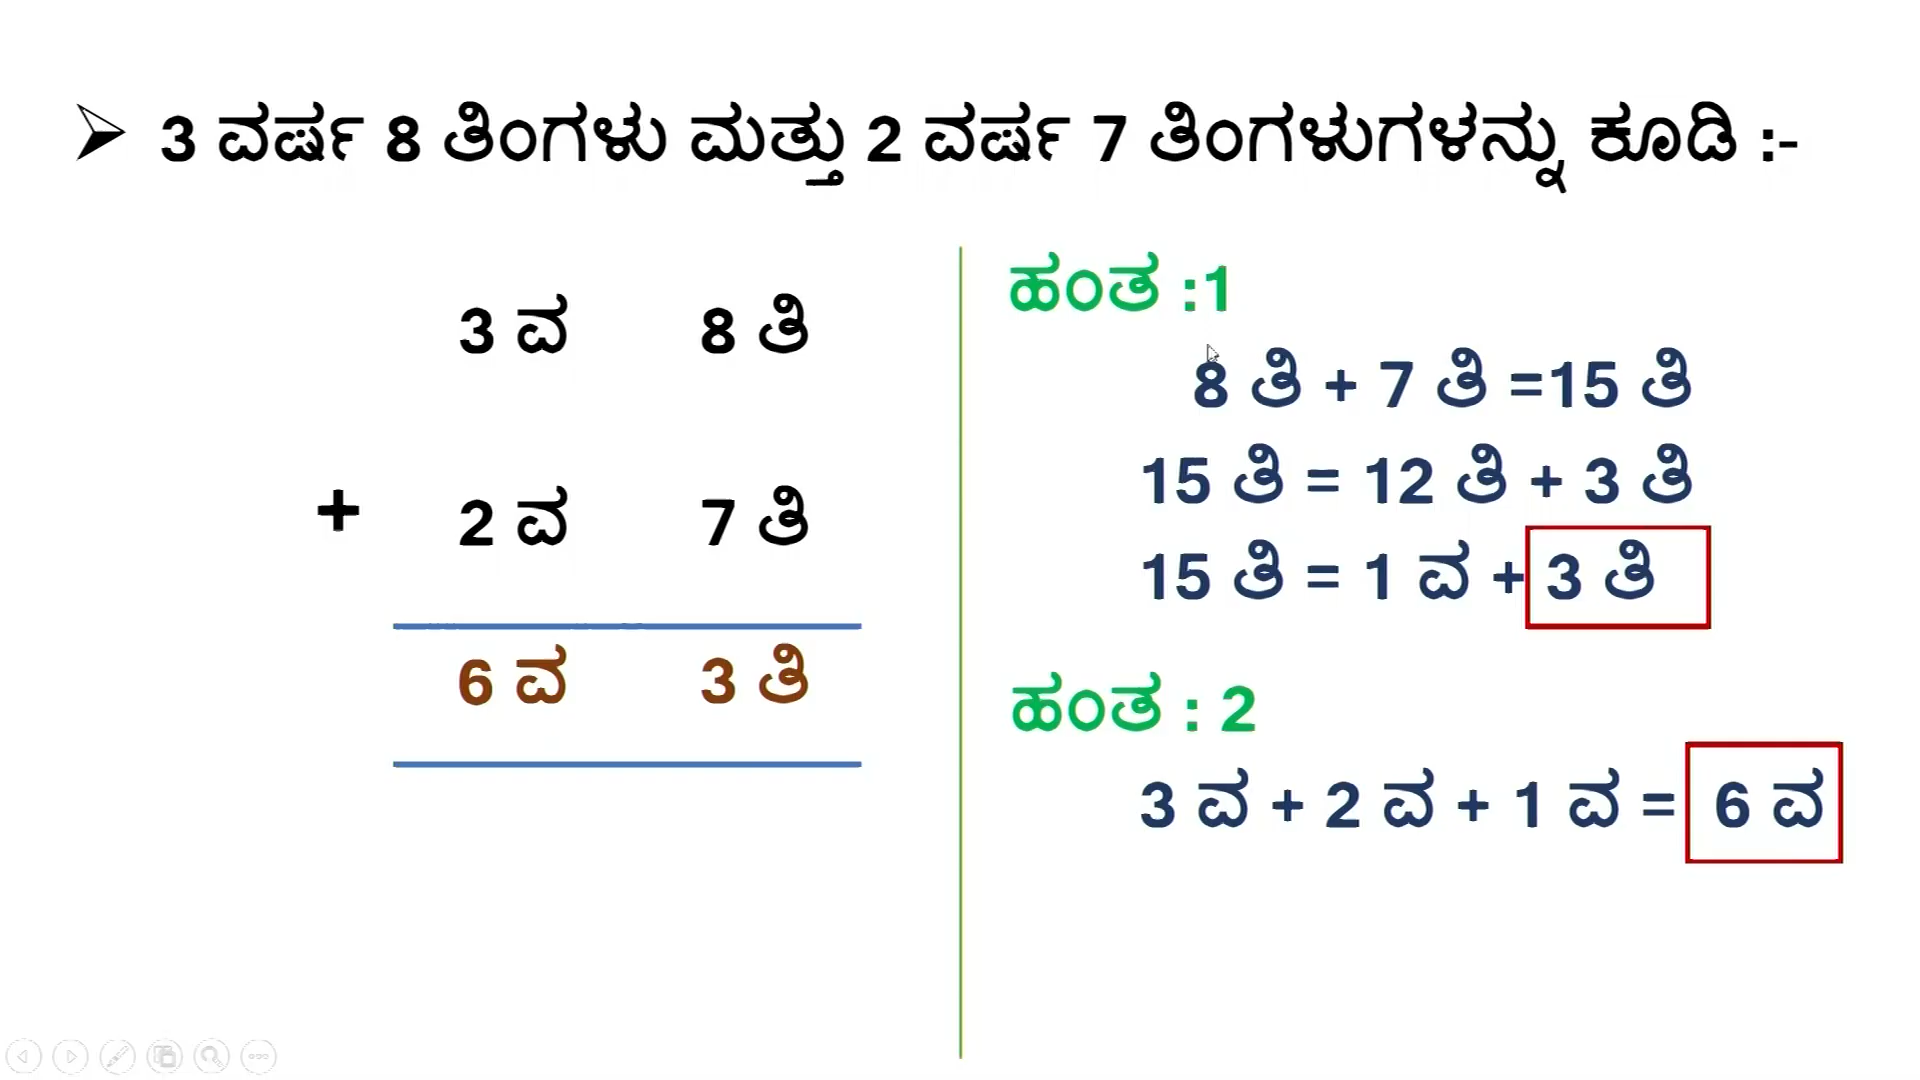 ➢ 3 ವರ್ಷ 8 ತಿಂಗಳು ಮತ್ತು 2 ವರ್ಷ 7 ತಿಂಗಳುಗಳನ್ನು ಕೂಡಿ :-
3 ವ 8 ತಿ
+ 2 ವ 7 ತಿ
6 ವ 3 ತಿ
ಹಂತ :1
8 ತಿ + 7 ತಿ =15 ತಿ
15 ತಿ = 12 ತಿ + 3 ತಿ
15 ತಿ = 1 ವ + 3 ತಿ
ಹಂತ : 2
3 ವ + 2 ವ + 1 ವ = 6 ವ